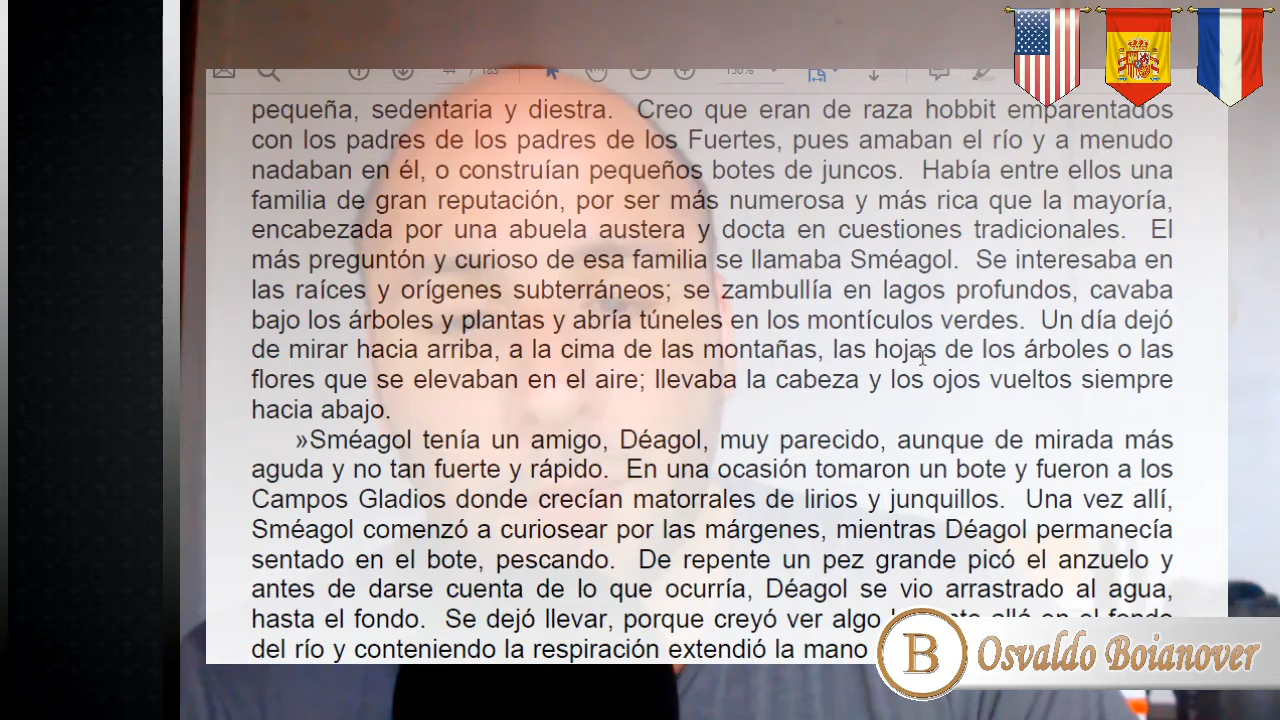 44 / 183
150%
pequeña, sedentaria y diestra. Creo que eran de raza hobbit emparentados
con los padres de los padres de los Fuertes, pues amaban el río y a menudo
nadaban en él, o construían pequeños botes de juncos. Había entre ellos una
familia de gran reputación, por ser más numerosa y más rica que la mayoría,
encabezada por una abuela austera y docta en cuestiones tradicionales. El
más preguntón y curioso de esa familia se llamaba Sméagol. Se interesaba en
las raíces y orígenes subterráneos; se zambullía en lagos profundos, cavaba
bajo los árboles y plantas y abría túneles en los montículos verdes. Un día dejó
de mirar hacia arriba, a la cima de las montañas, las hojas de los árboles o las
flores que se elevaban en el aire; llevaba la cabeza y los ojos vueltos siempre
hacia abajo.
»Sméagol tenía un amigo, Déagol, muy parecido, aunque de mirada más
aguda y no tan fuerte y rápido. En una ocasión tomaron un bote y fueron a los
Campos Gladios donde crecían matorrales de lirios y junquillos. Una vez allí,
Sméagol comenzó a curiosear por las márgenes, mientras Déagol permanecía
sentado en el bote, pescando. De repente un pez grande picó el anzuelo y
antes de darse cuenta de lo que ocurría, Déagol se vio arrastrado al agua,
hasta el fondo. Se dejó llevar, porque creyó ver algo allá en el fondo
del río y conteniendo la respiración extendió la mano
B Osvaldo Boianover